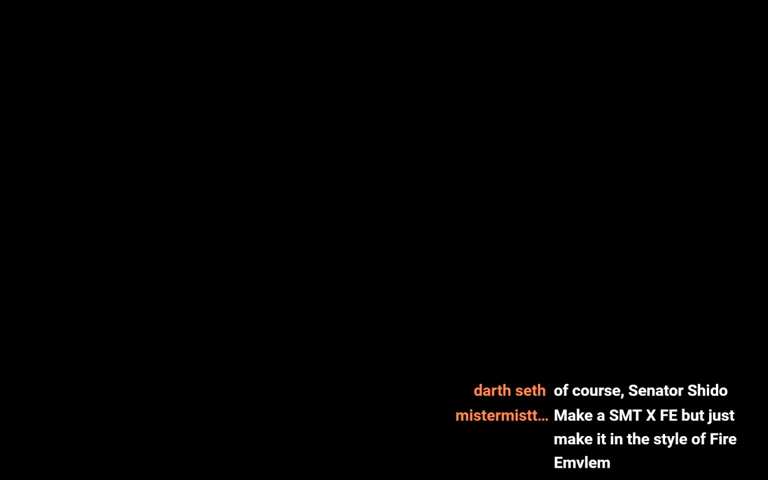 darth seth of course, Senator Shido
mistermistt… Make a SMT X FE but just
make it in the style of Fire
Emvlem